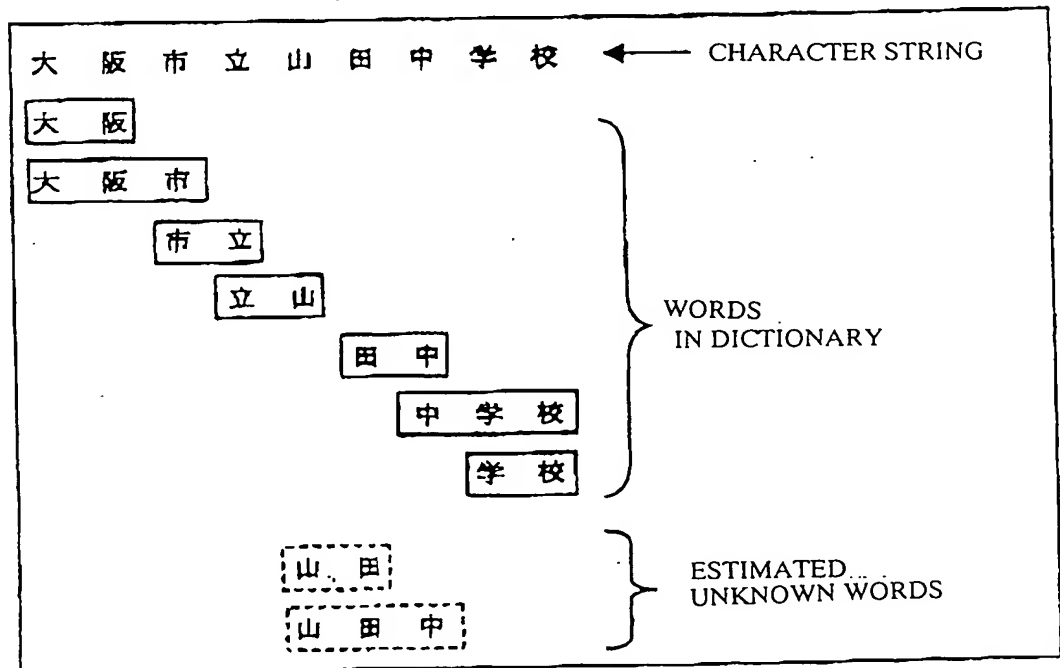 大阪市立山田中学校 CHARACTER STRING
大阪
大阪市
市立
立山
田中
中学校
学校
WORDS
IN DICTIONARY
山田
山田中
ESTIMATED
UNKNOWN WORDS